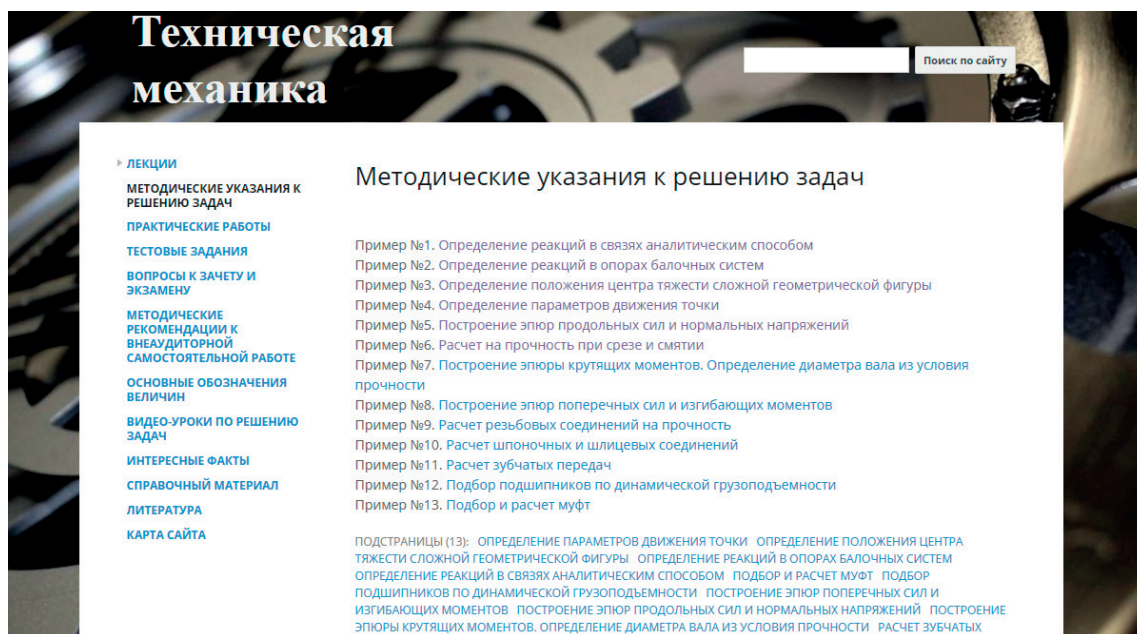 Техническая
механика
Поиск по сайту
ЛЕКЦИИ
МЕТОДИЧЕСКИЕ УКАЗАНИЯ К
РЕШЕНИЮ ЗАДАЧ
ПРАКТИЧЕСКИЕ РАБОТЫ
ТЕСТОВЫЕ ЗАДАНИЯ
ВОПРОСЫ К ЗАЧЕТУ И
ЭКЗАМЕНУ
МЕТОДИЧЕСКИЕ
РЕКОМЕНДАЦИИ К
ВНЕАУДИТОРНОЙ
САМОСТОЯТЕЛЬНОЙ РАБОТЕ
ОСНОВНЫЕ ОБОЗНАЧЕНИЯ
ВЕЛИЧИН
ВИДЕО-УРОКИ ПО РЕШЕНИЮ
ЗАДАЧ
ИНТЕРЕСНЫЕ ФАКТЫ
СПРАВОЧНЫЙ МАТЕРИАЛ
ЛИТЕРАТУРА
КАРТА САЙТА
Методические указания к решению задач
Пример №1. Определение реакций в связях аналитическим способом
Пример №2. Определение реакций в опорах балочных систем
Пример №3. Определение положения центра тяжести сложной геометрической фигуры
Пример №4. Определение параметров движения точки
Пример №5. Построение эпюр продольных сил и нормальных напряжений
Пример №6. Расчет на прочность при срезе и смятии
Пример №7. Построение эпюры крутящих моментов. Определение диаметра вала из условия
прочности
Пример №8. Построение эпюр поперечных сил и изгибающих моментов
Пример №9. Расчет резьбовых соединений на прочность
Пример №10. Расчет шпоночных и шлицевых соединений
Пример №11. Расчет зубчатых передач
Пример №12. Подбор подшипников по динамической грузоподъемности
Пример №13. Подбор и расчет муфт
ПОДСТРАНИЦЫ (13): ОПРЕДЕЛЕНИЕ ПАРАМЕТРОВ ДВИЖЕНИЯ ТОЧКИ ОПРЕДЕЛЕНИЕ ПОЛОЖЕНИЯ ЦЕНТРА
ТЯЖЕСТИ СЛОЖНОЙ ГЕОМЕТРИЧЕСКОЙ ФИГУРЫ ОПРЕДЕЛЕНИЕ РЕАКЦИЙ В ОПОРАХ БАЛОЧНЫХ СИСТЕМ
ОПРЕДЕЛЕНИЕ РЕАКЦИЙ В СВЯЗЯХ АНАЛИТИЧЕСКИМ СПОСОБОМ ПОДБОР И РАСЧЕТ МУФТ ПОДБОР
ПОДШИПНИКОВ ПО ДИНАМИЧЕСКОЙ ГРУЗОПОДЪЕМНОСТИ ПОСТРОЕНИЕ ЭПЮР ПОПЕРЕЧНЫХ СИЛ И
ИЗГИБАЮЩИХ МОМЕНТОВ ПОСТРОЕНИЕ ЭПЮР ПРОДОЛЬНЫХ СИЛ И НОРМАЛЬНЫХ НАПРЯЖЕНИЙ ПОСТРОЕНИЕ
ЭПЮРЫ КРУТЯЩИХ МОМЕНТОВ. ОПРЕДЕЛЕНИЕ ДИАМЕТРА ВАЛА ИЗ УСЛОВИЯ ПРОЧНОСТИ РАСЧЕТ ЗУБЧАТЫХ